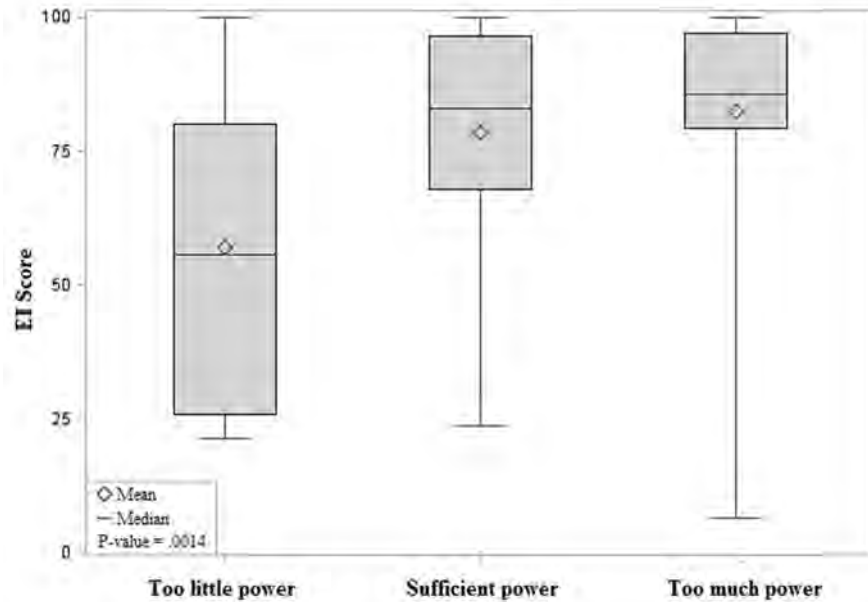 100
75
50
25
0
EI Score
Mean
Median
P-value = .0014
Too little power
Sufficient power
Too much power